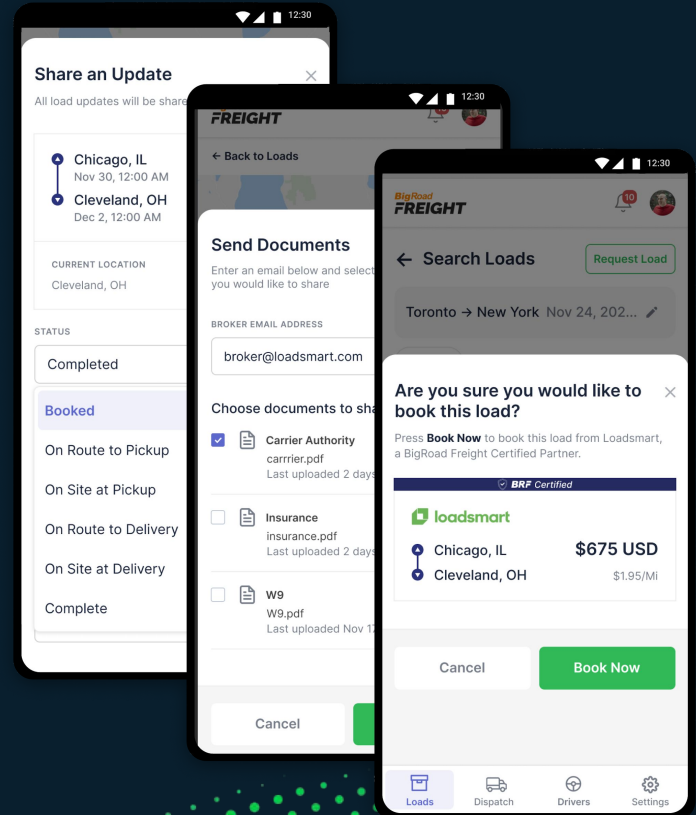 12:30
Share an Update
All load updates will be share
Chicago, IL
Nov 30, 12:00 AM
Cleveland, OH
Dec 2, 12:00 AM
CURRENT LOCATION
Cleveland, OH
STATUS
Completed
Booked
On Route to Pickup
On Site at Pickup
On Route to Delivery
On Site at Delivery
Complete
12:30
FREIGHT
← Back to Loads
Send Documents
Enter an email below and select
you would like to share
BROKER EMAIL ADDRESS
broker@loadsmart.com
Choose documents to sha
Carrier Authority
carrrier.pdf
Last uploaded 2 days
Insurance
insurance.pdf
Last uploaded 2 days
W9
W9.pdf
Last uploaded Nov 17
Cancel
12:30
BigRoad
FREIGHT
10
← Search Loads
Request Load
Toronto → New York Nov 24, 202...
Are you sure you would like to
book this load?
Press Book Now to book this load from Loadsmart,
a BigRoad Freight Certified Partner.
BRF Certified
loadsmart
Chicago, IL $675 USD
Cleveland, OH $1.95/Mi
Cancel Book Now
Loads Dispatch Drivers Settings